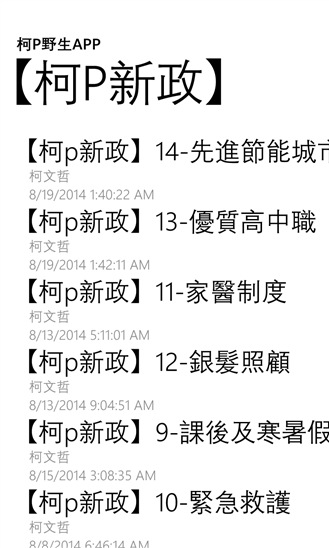 柯P野生APP
【柯P新政】
【柯p新政】14-先進節能城市
柯文哲
8/19/2014 1:40:22 AM
【柯p新政】13-優質高中職
柯文哲
8/19/2014 1:42:11 AM
【柯p新政】11-家醫制度
柯文哲
8/13/2014 5:11:01 AM
【柯p新政】12-銀髮照顧
柯文哲
8/13/2014 9:04:51 AM
【柯p新政】9-課後及寒暑假
柯文哲
8/15/2014 3:08:35 AM
【柯p新政】10-緊急救護
柯文哲
8/8/2014 6:46:14 AM